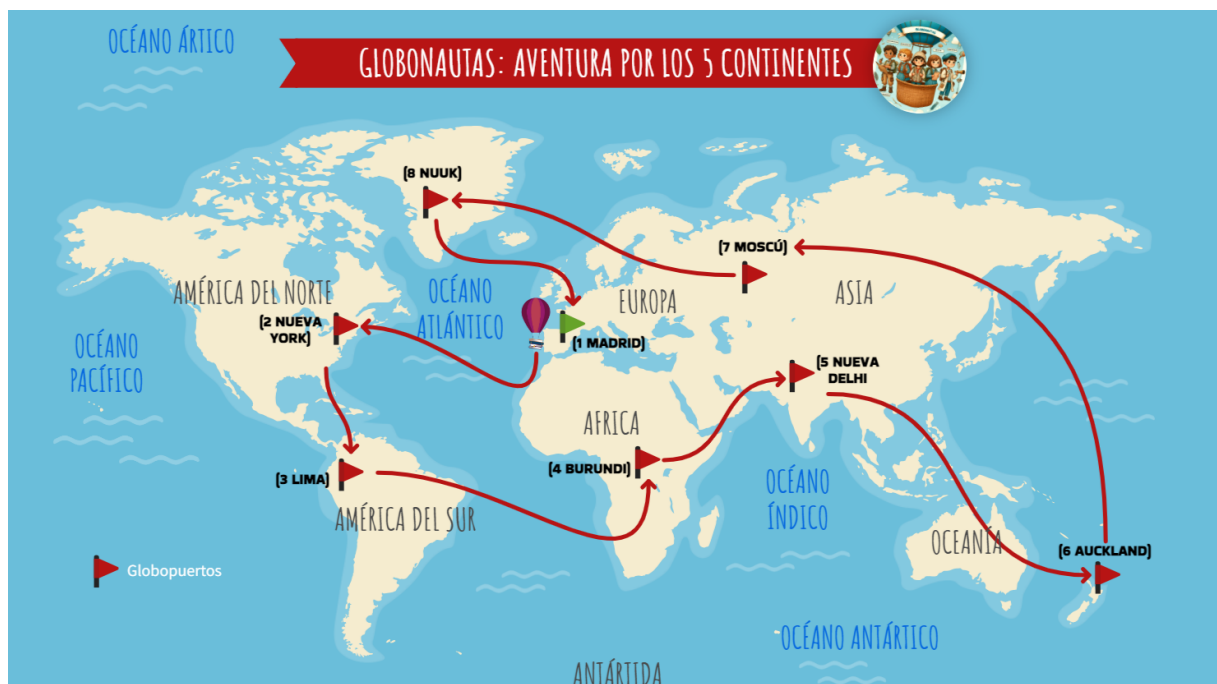 OCÉANO ÁRTICO
GLOBONAUTAS: AVENTURA POR LOS 5 CONTINENTES
(8 NUUK)
(7 MOSCÚ)
AMÉRICA DEL NORTE
OCÉANO
ATLÁNTICO
EUROPA
ASIA
(2 NUEVA
YORK)
(1 MADRID)
OCÉANO
PACÍFICO
(5 NUEVA
DELHI
AFRICA
(4 BURUNDI)
(3 LIMA)
OCÉANO
ÍNDICO
AMÉRICA DEL SUR
OCEANÍA
(6 AUCKLAND)
Globopuertos
OCÉANO ANTÁRTICO
ANTÁRTIDA